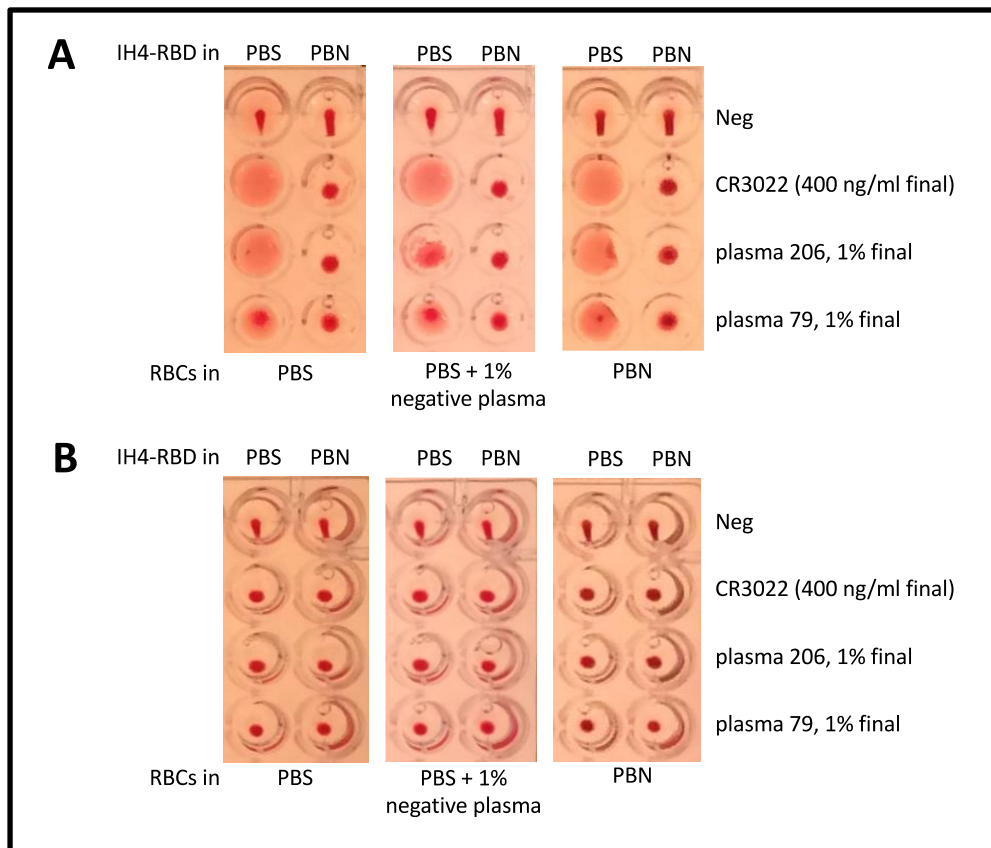 A
IH4-RBD in PBS PBN PBS PBN PBS PBN
Neg
CR3022 (400 ng/ml final)
plasma 206, 1% final
plasma 79, 1% final
RBCs in PBS PBS + 1% PBN
negative plasma
B
IH4-RBD in PBS PBN PBS PBN PBS PBN
Neg
CR3022 (400 ng/ml final)
plasma 206, 1% final
plasma 79, 1% final
RBCs in PBS PBS + 1% PBN
negative plasma